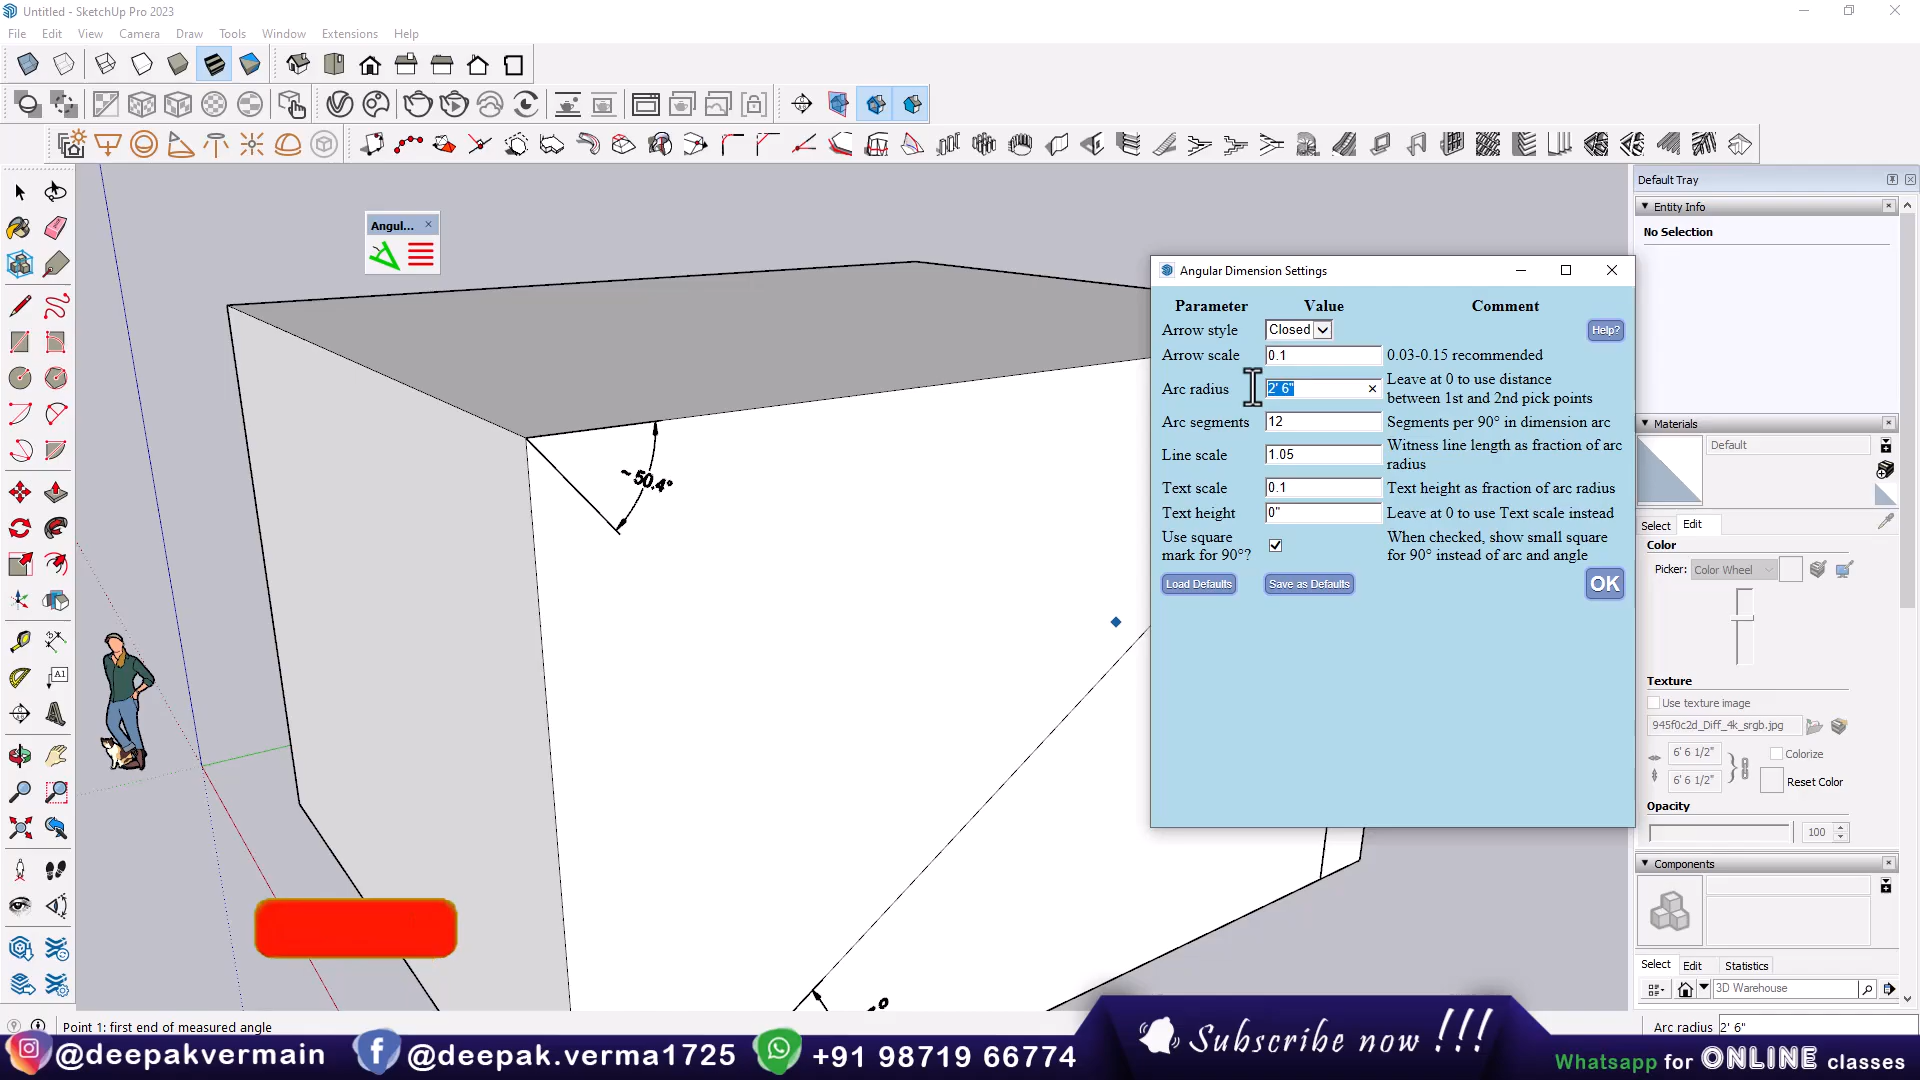 Untitled - SketchUp Pro 2023
File Edit View Camera Draw Tools Window Extensions Help
Default Tray
Entity Info
No Selection
Angul...
Angular Dimension Settings
Parameter Value Comment
Arrow style Closed Help?
Arrow scale 0.1 0.03-0.15 recommended
Arc radius 2' 6" Leave at 0 to use distance
between 1st and 2nd pick points
Arc segments 12 Segments per 90° in dimension arc
Line scale 1.05 Witness line length as fraction of arc
radius
Text scale 0.1 Text height as fraction of arc radius
Text height 0" Leave at 0 to use Text scale instead
Use square
mark for 90°?
When checked, show small square
for 90° instead of arc and angle
Load Defaults Save as Defaults OK
~ 50.4°
A1
Materials
Default
Select Edit
Color
Picker: Color Wheel
Texture
Use texture image
945f0c2d_Diff_4k_srgb.jpg
6' 6 1/2" Colorize
6' 6 1/2" Reset Color
Opacity
100
Components
Select Edit Statistics
3D Warehouse
Point 1: first end of measured angle
Arc radius 2' 6"
@deepakvermain @deepak.verma1725 +91 98719 66774
Subscribe now !!!
Whatsapp for ONLINE classes